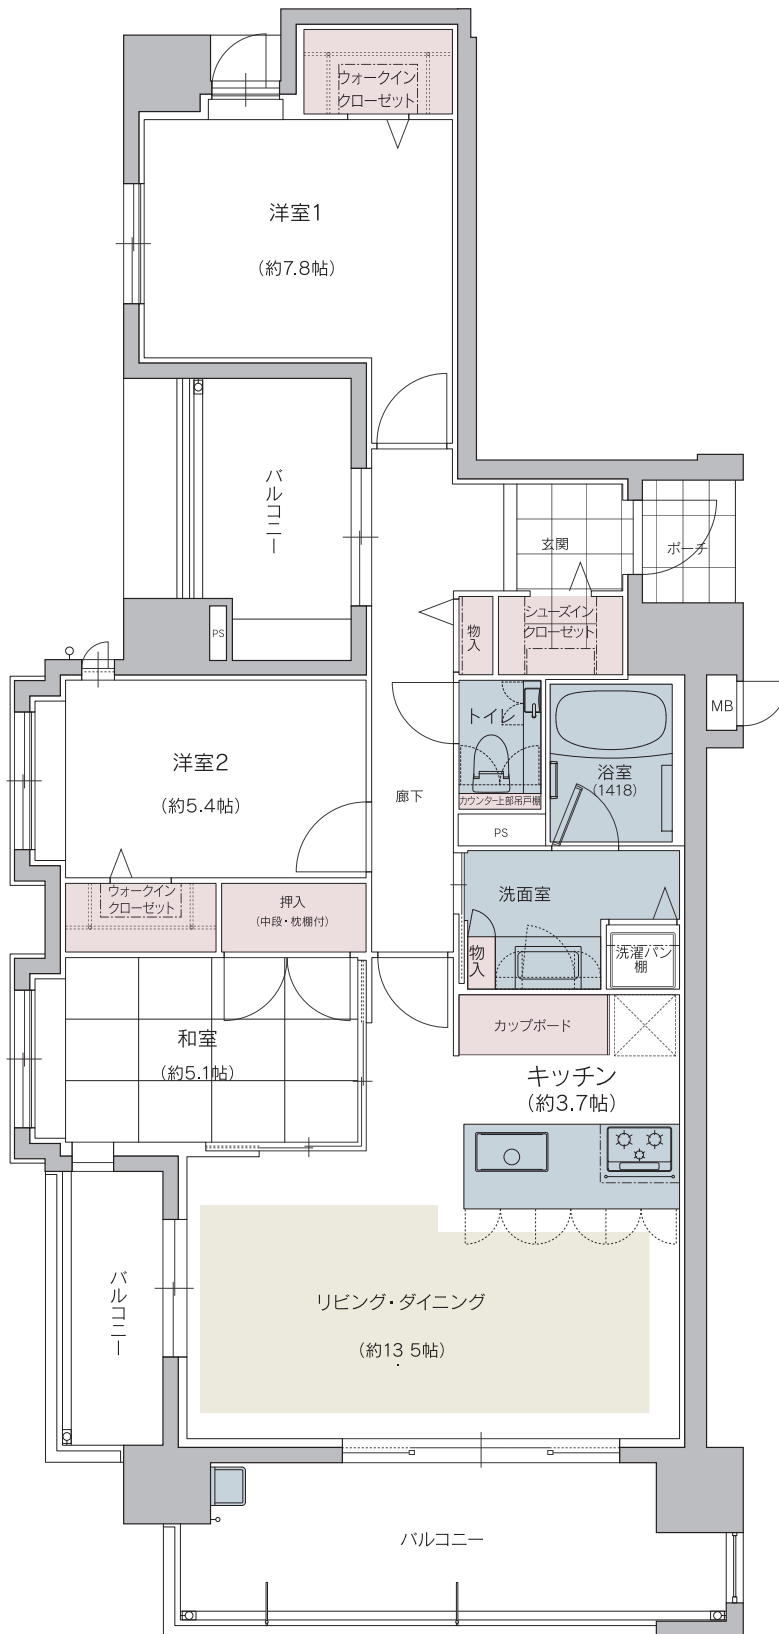 ウォークイン
クローゼット
洋室1
(約7.8帖)
バルコニー
玄関
ポーチ
PS
物入
シューズイン
クローゼット
MB
トイレ
浴室
(1418)
洋室2
(約5.4帖)
廊下
カウンター上部吊戸棚
PS
ウォークイン
クローゼット
押入
(中段・枕棚付)
洗面室
物入
洗濯パン
棚
和室
(約5.1帖)
カップボード
キッチン
(約3.7帖)
バルコニー
リビング・ダイニング
(約13.5帖)
バルコニー